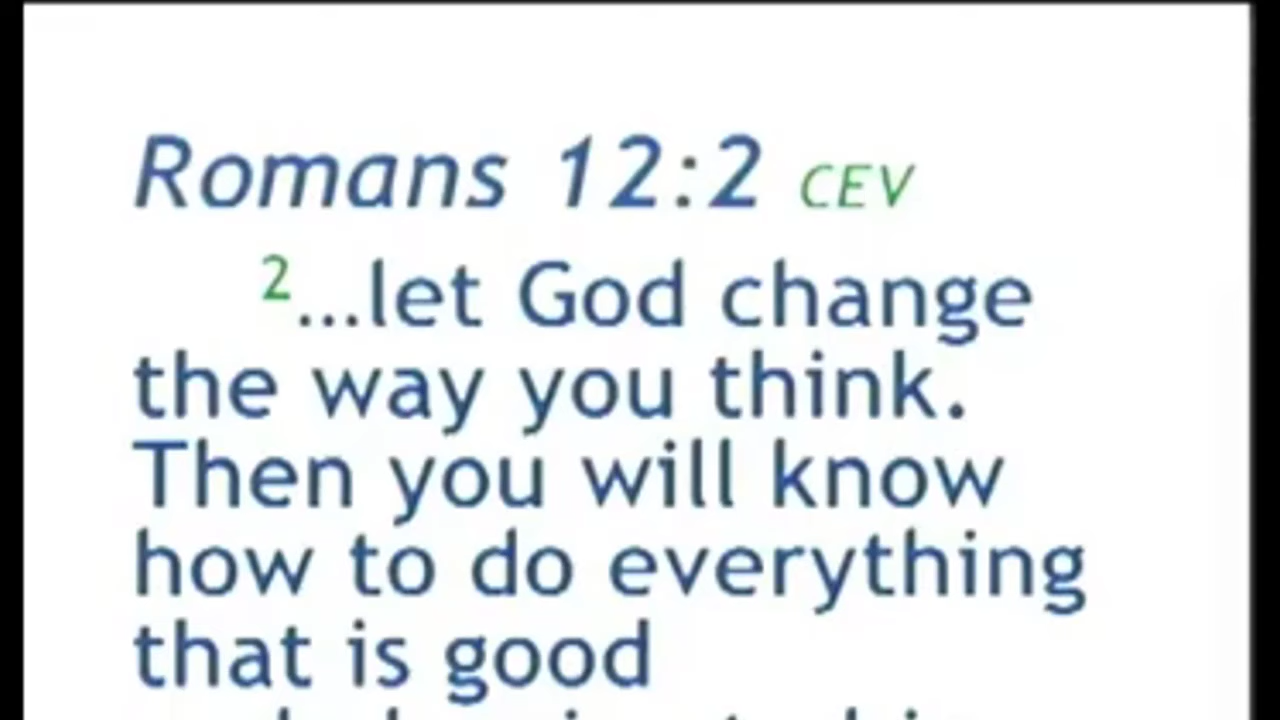 Romans 12:2 CEV
2...let God change
the way you think.
Then you will know
how to do everything
that is good